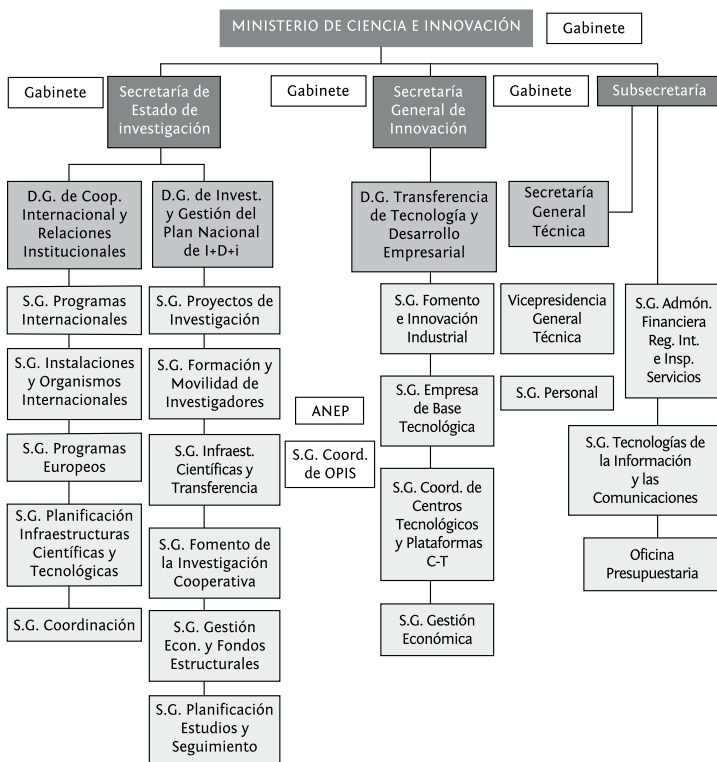 MINISTERIO DE CIENCIA E INNOVACIÓN
Gabinete
Gabinete
Secretaría de
Estado de
investigación
Gabinete
Secretaría
General de
Innovación
Gabinete
Subsecretaría
D.G. de Coop.
Internacional y
Relaciones
Institucionales
D.G. de Invest.
y Gestión del
Plan Nacional
de I+D+i
D.G. Transferencia
de Tecnología y
Desarrollo
Empresarial
Secretaría
General
Técnica
S.G. Programas
Internacionales
S.G. Instalaciones
y Organismos
Internacionales
S.G. Programas
Europeos
S.G. Planificación
Infraestructuras
Científicas y
Tecnológicas
S.G. Coordinación
S.G. Proyectos de
Investigación
S.G. Formación y
Movilidad de
Investigadores
S.G. Infraest.
Científicas y
Transferencia
S.G. Fomento de
la Investigación
Cooperativa
S.G. Gestión
Econ. y Fondos
Estructurales
S.G. Planificación
Estudios y
Seguimiento
ANEP
S.G. Coord.
de OPIS
S.G. Fomento
e Innovación
Industrial
S.G. Empresa
de Base
Tecnológica
S.G. Coord. de
Centros
Tecnológicos
y Plataformas
C-T
S.G. Gestión
Económica
Vicepresidencia
General
Técnica
S.G. Personal
S.G. Admón.
Financiera
Reg. Int.
e Insp.
Servicios
S.G. Tecnologías de
la Información
y las
Comunicaciones
Oficina
Presupuestaria